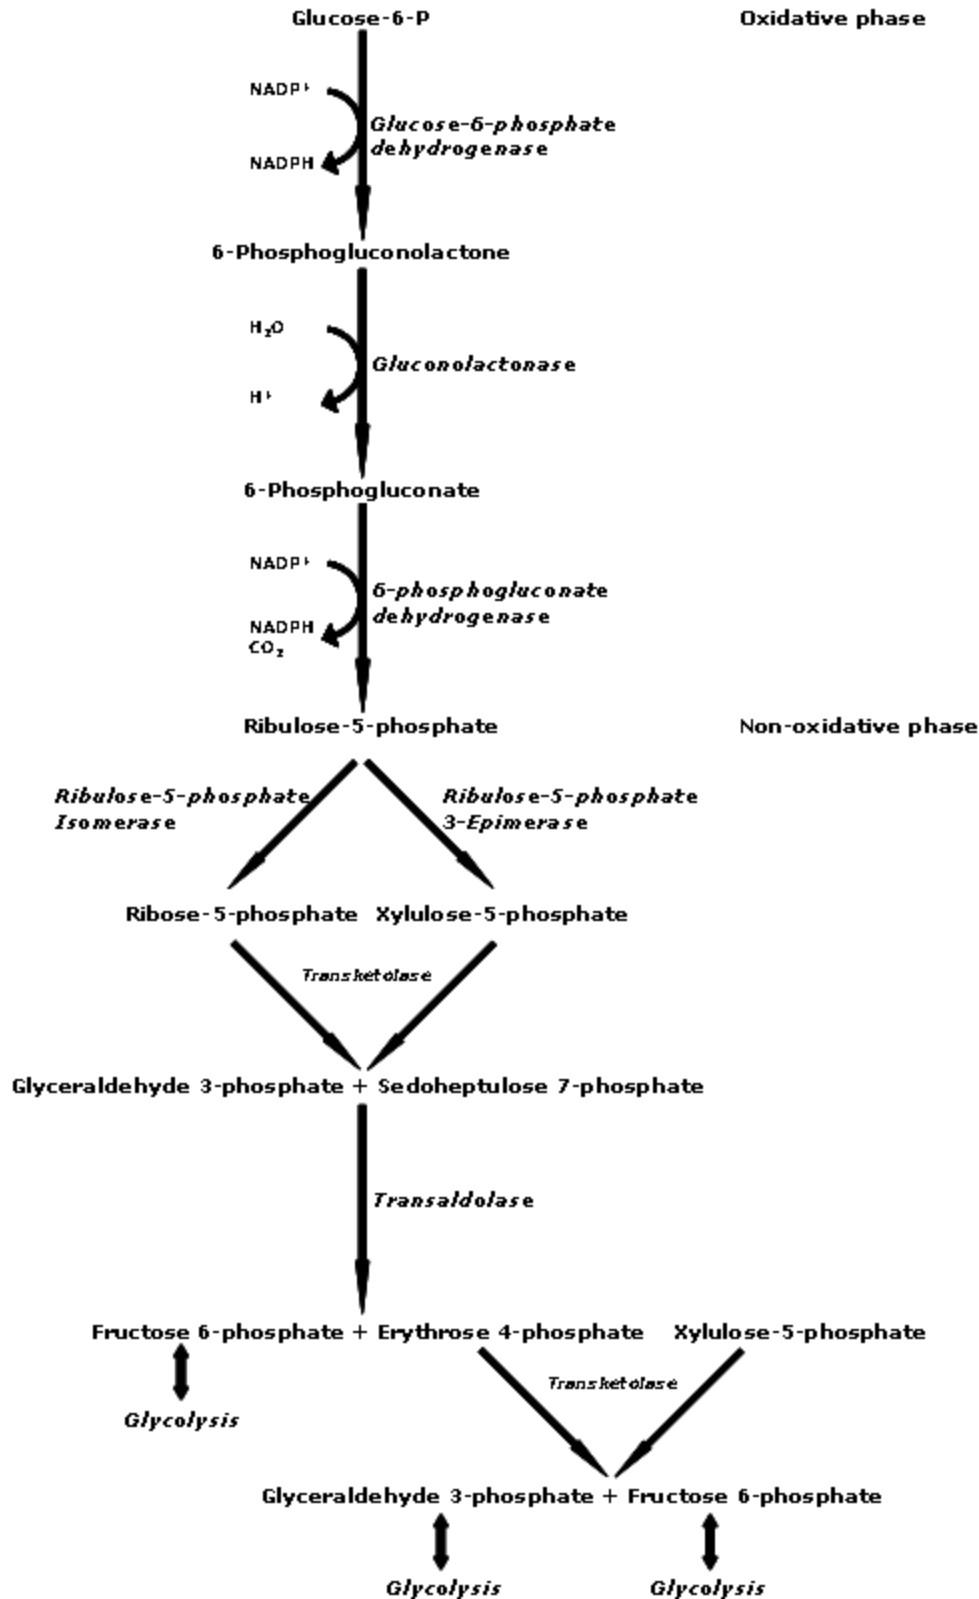 Glucose-6-P
Oxidative phase
NADP+
Glucose-6-phosphate
dehydrogenase
NADPH
6-Phosphogluconolactone
H₂O
Gluconolactonase
H+
6-Phosphogluconate
NADP+
6-phosphogluconate
dehydrogenase
NADPH
CO₂
Ribulose-5-phosphate
Non-oxidative phase
Ribulose-5-phosphate
Isomerase
Ribulose-5-phosphate
3-Epimerase
Ribose-5-phosphate
Xylulose-5-phosphate
Transketolase
Glyceraldehyde 3-phosphate + Sedoheptulose 7-phosphate
Transaldolase
Fructose 6-phosphate + Erythrose 4-phosphate
Xylulose-5-phosphate
Transketolase
Glycolysis
Glyceraldehyde 3-phosphate + Fructose 6-phosphate
Glycolysis
Glycolysis